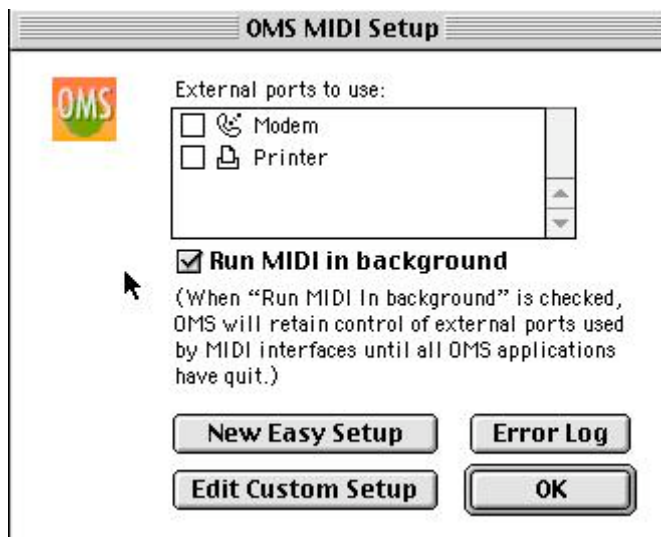 OMS MIDI Setup
OMS
External ports to use:
Modem
Printer
Run MIDI in background
(When “Run MIDI In background” is checked,
OMS will retain control of external ports used
by MIDI interfaces until all OMS applications
have quit.)
New Easy Setup
Error Log
Edit Custom Setup
OK